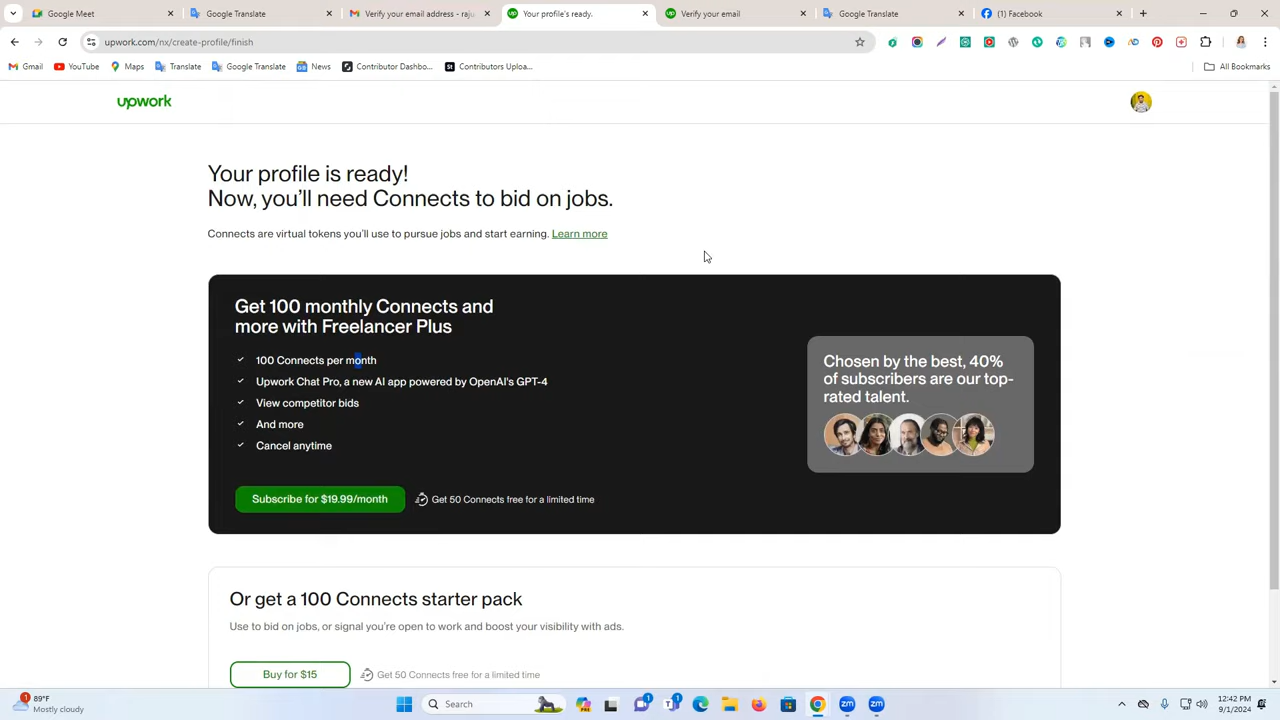 Google Meet
Google Translate
Verify your email address - raju
Your profile's ready.
Verify your email
Google Translate
(1) Facebook
upwork.com/nx/create-profile/finish
Gmail
YouTube
Maps
Translate
Google Translate
News
Contributor Dashbo...
Contributors Uploa...
All Bookmarks
upwork
Your profile is ready!
Now, you'll need Connects to bid on jobs.
Connects are virtual tokens you'll use to pursue jobs and start earning. Learn more
Get 100 monthly Connects and
more with Freelancer Plus
100 Connects per month
Upwork Chat Pro, a new AI app powered by OpenAI's GPT-4
View competitor bids
And more
Cancel anytime
Subscribe for $19.99/month
Get 50 Connects free for a limited time
Chosen by the best, 40%
of subscribers are our top-
rated talent.
Or get a 100 Connects starter pack
Use to bid on jobs, or signal you're open to work and boost your visibility with ads.
Buy for $15
Get 50 Connects free for a limited time
89°F
Mostly cloudy
Search
12:42 PM
9/1/2024